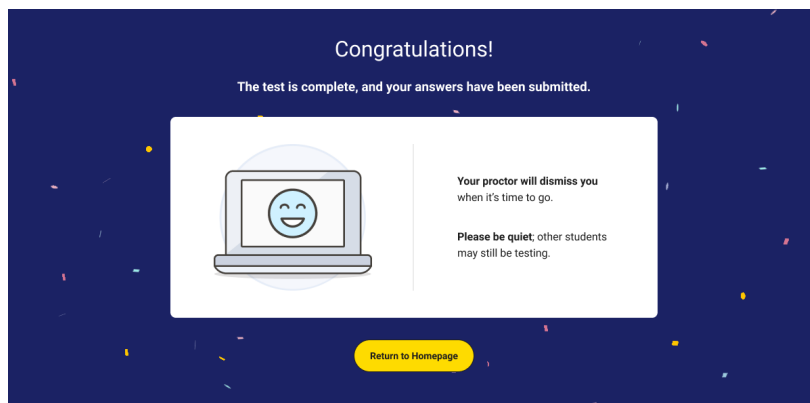 Congratulations!
The test is complete, and your answers have been submitted.
Your proctor will dismiss you
when it's time to go.
Please be quiet; other students
may still be testing.
Return to Homepage